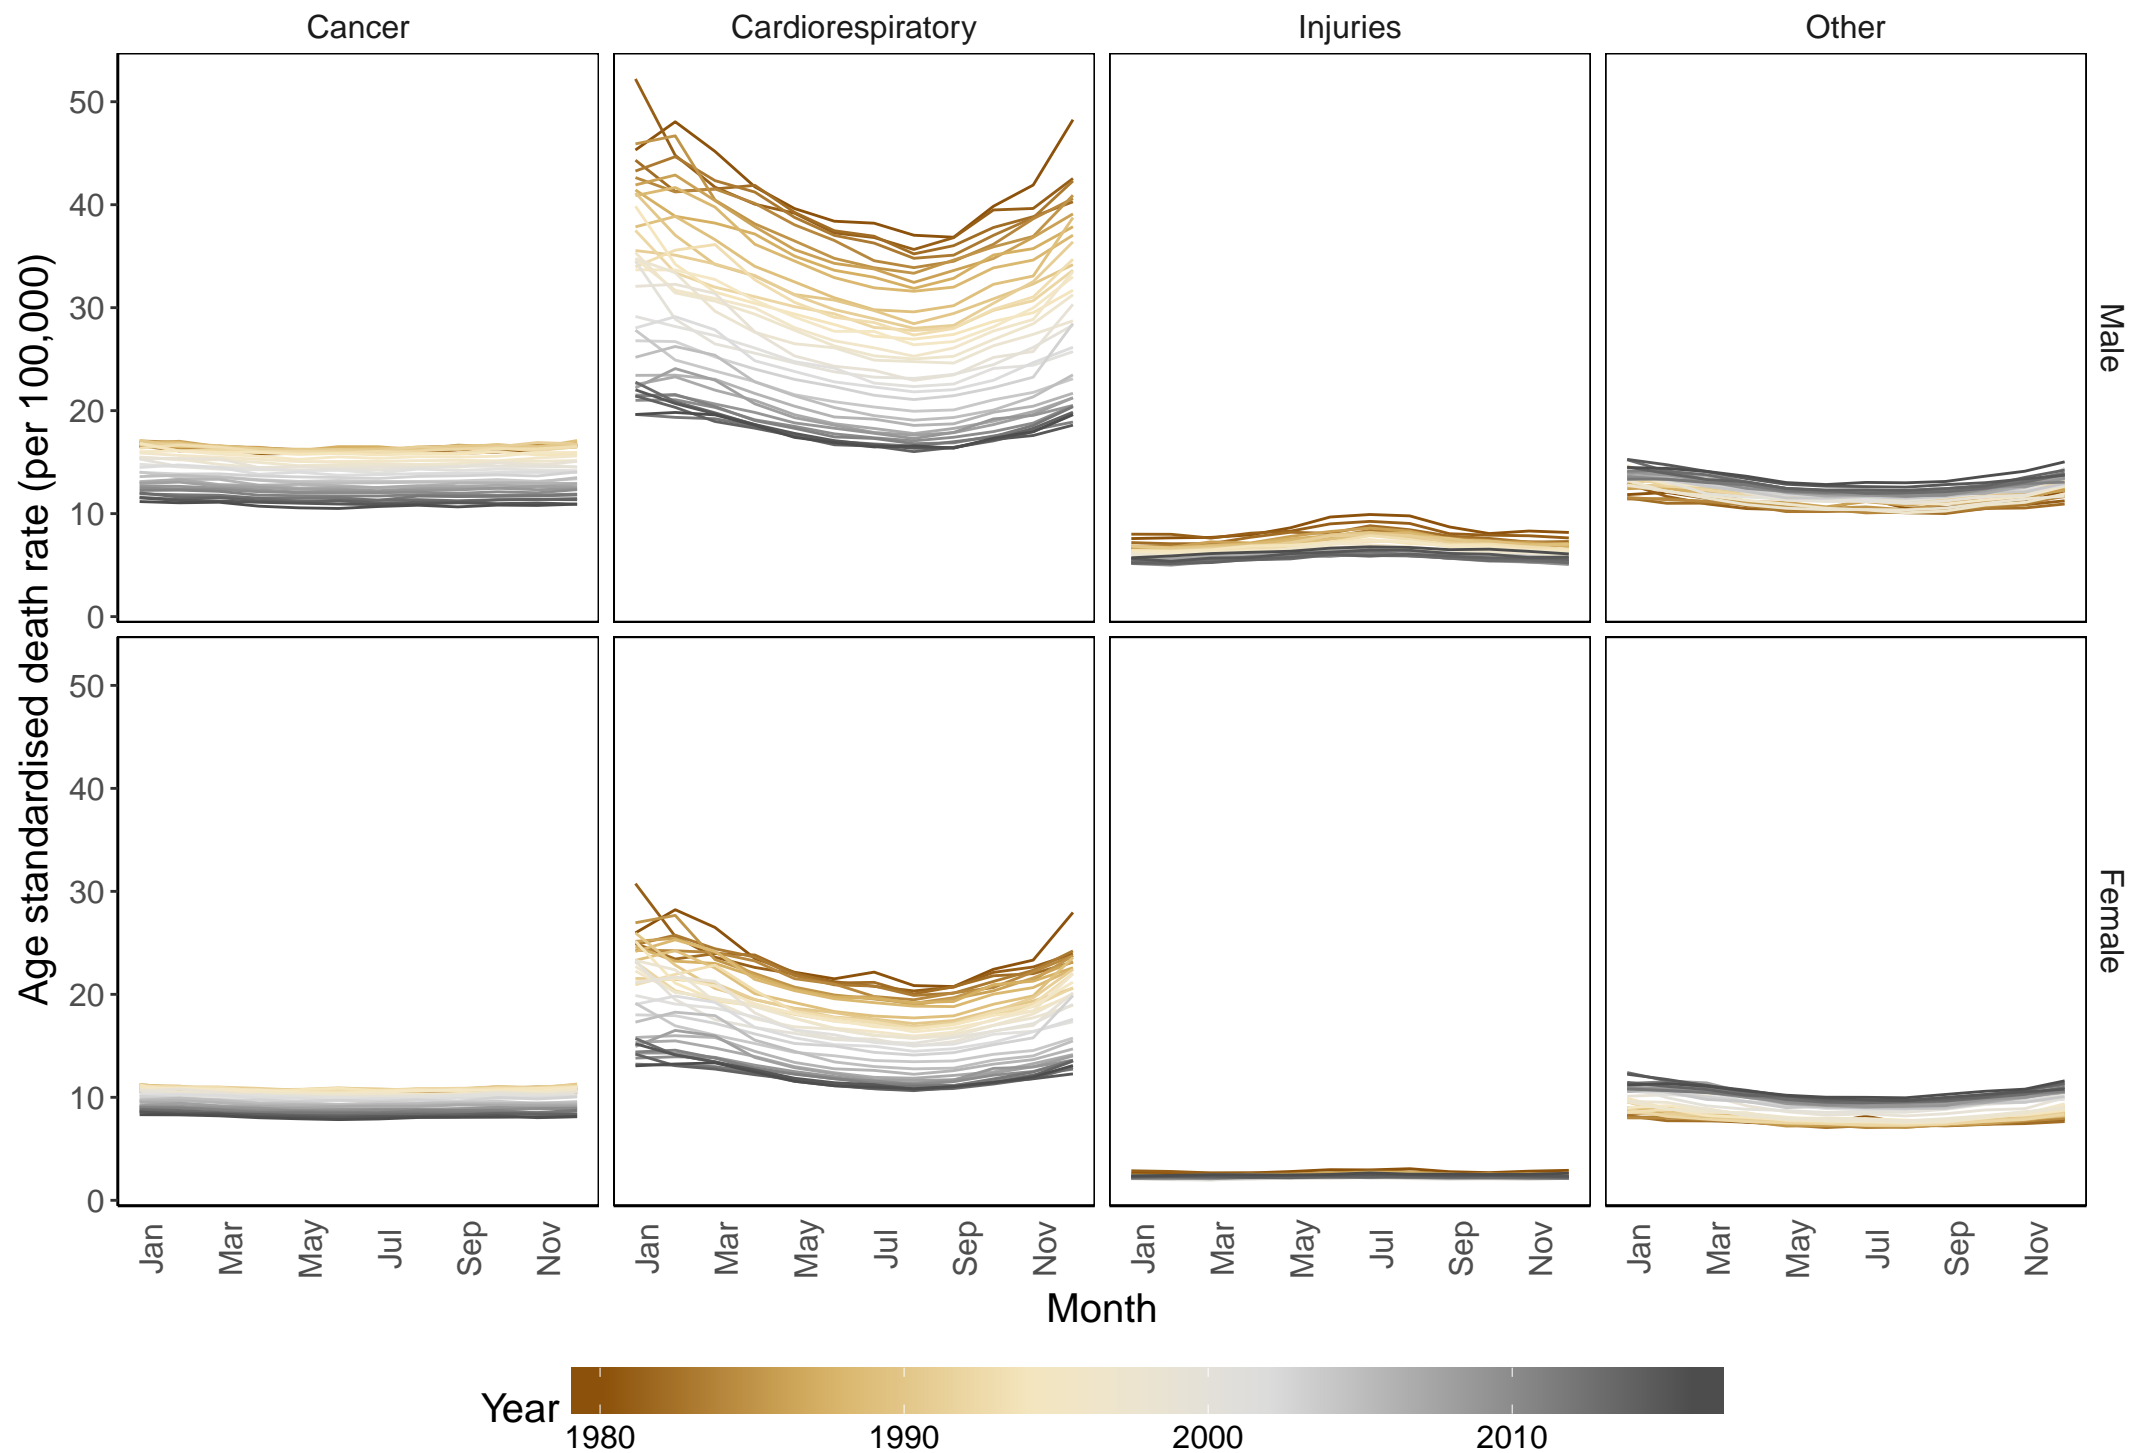 Cancer Cardiorespiratory Injuries Other
Age standardised death rate (per 100,000)
50
40
30
20
10
0
Male
50
40
30
20
10
0
Female
Jan Mar May Jul Sep Nov Jan Mar May Jul Sep Nov Jan Mar May Jul Sep Nov Jan Mar May Jul Sep Nov
Month
Year
1980 1990 2000 2010